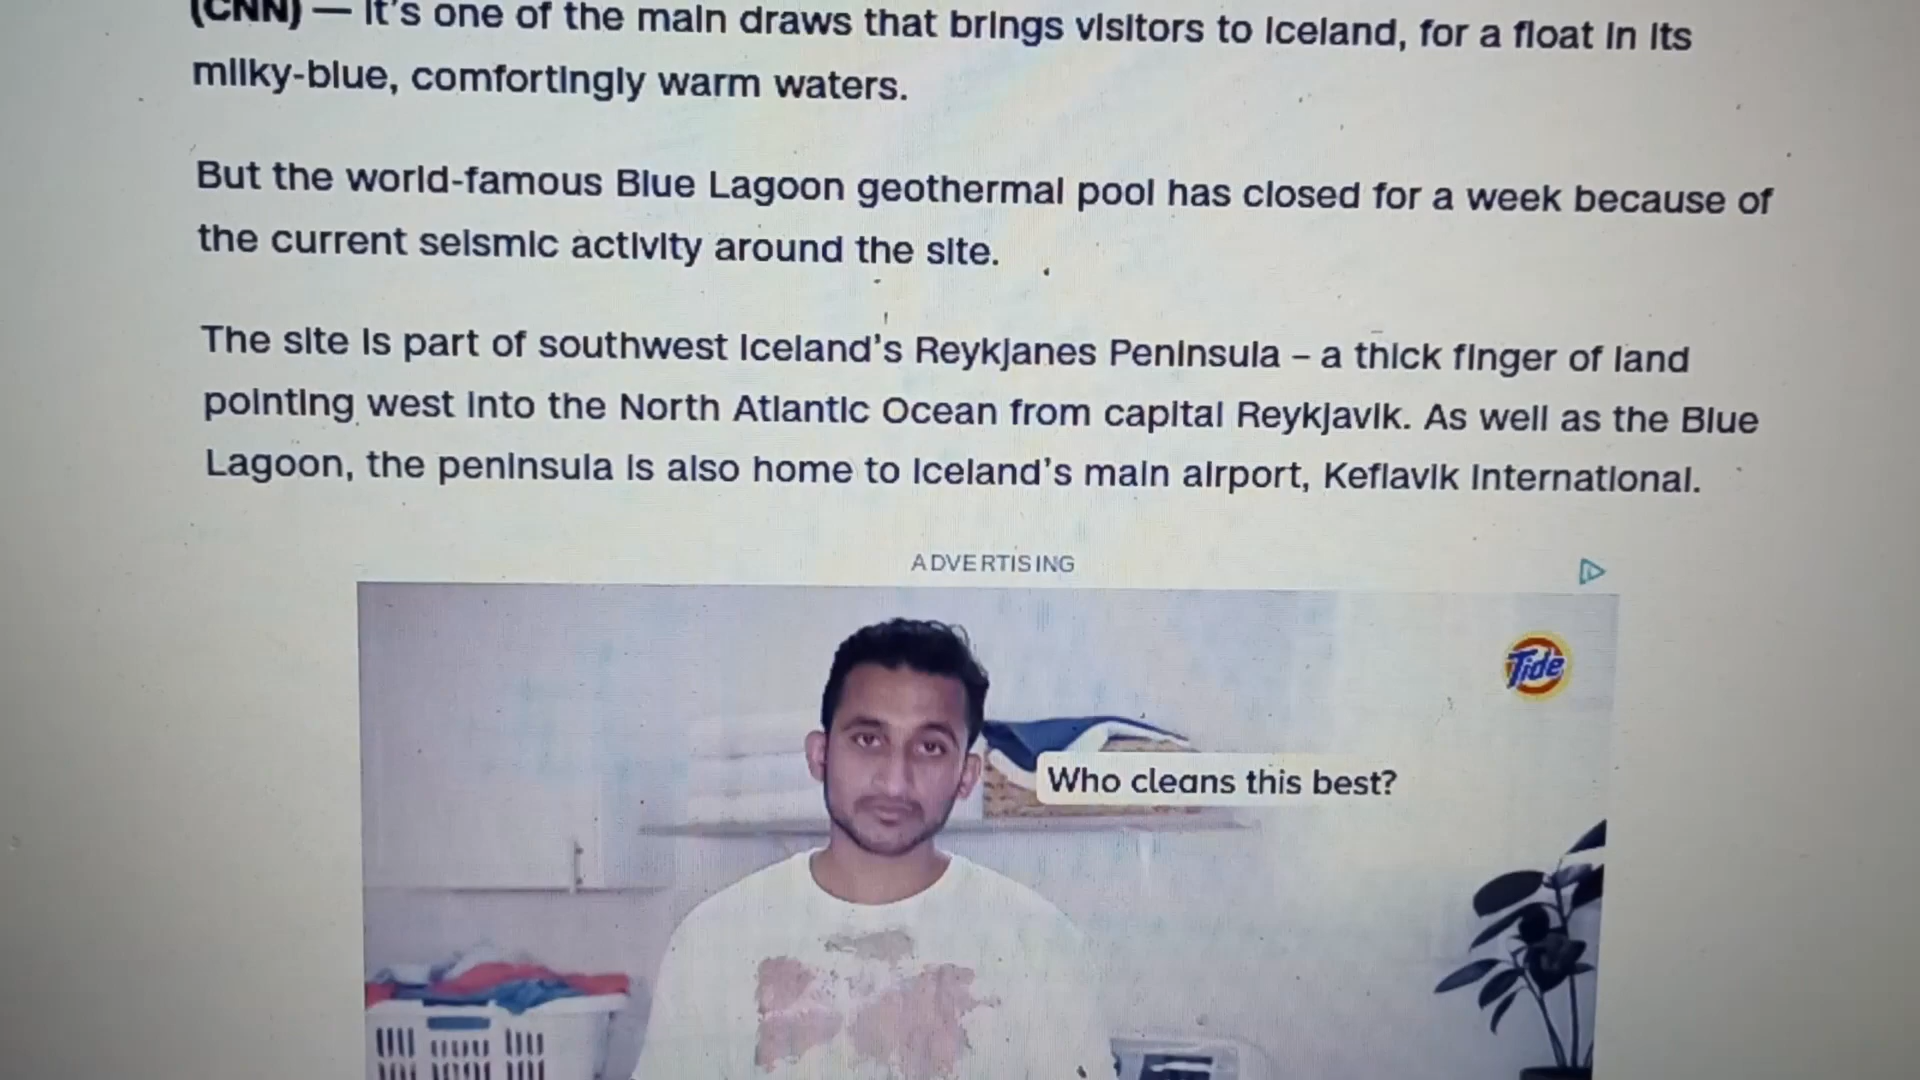 (CNN) — It's one of the main draws that brings visitors to Iceland, for a float in its
milky-blue, comfortingly warm waters.
But the world-famous Blue Lagoon geothermal pool has closed for a week because of
the current seismic activity around the site.
The site is part of southwest Iceland's Reykjanes Peninsula – a thick finger of land
pointing west into the North Atlantic Ocean from capital Reykjavik. As well as the Blue
Lagoon, the peninsula is also home to Iceland's main airport, Keflavik International.
ADVERTISING
Tide
Who cleans this best?